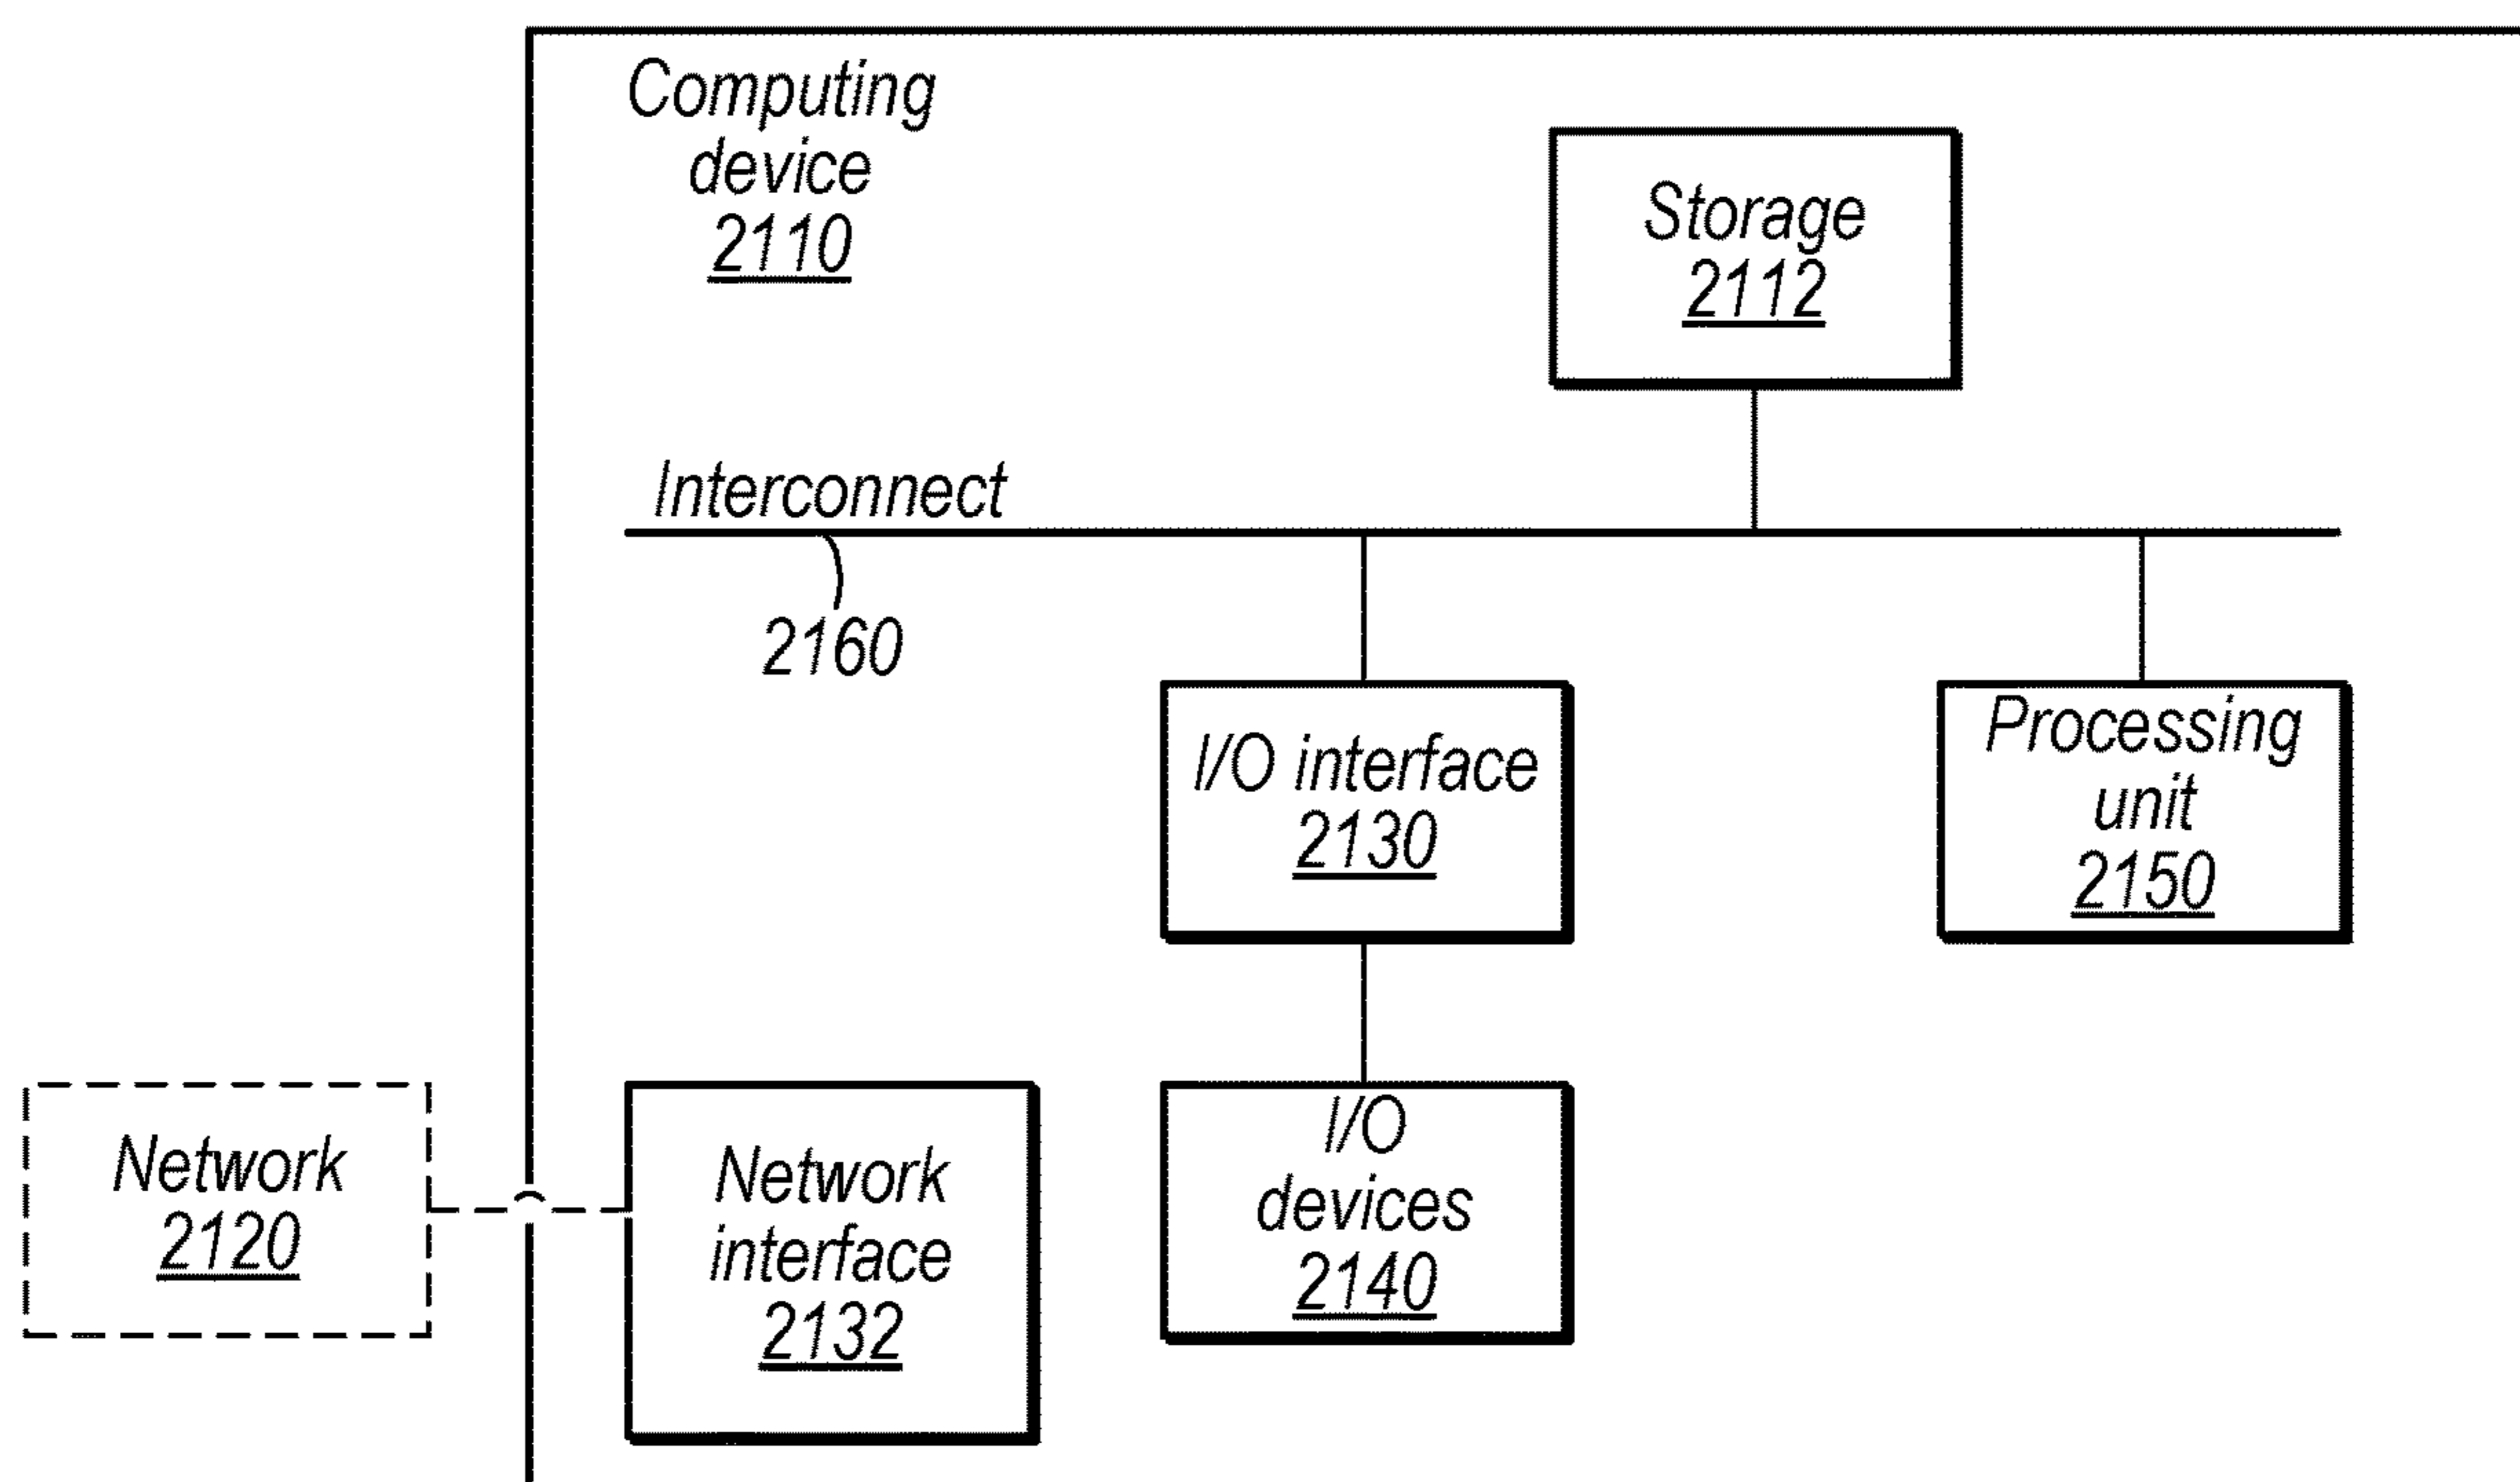 Computing
device
2110
Storage
2112
Interconnect
2160
I/O interface
2130
Processing
unit
2150
Network
2120
Network
interface
2132
I/O
devices
2140